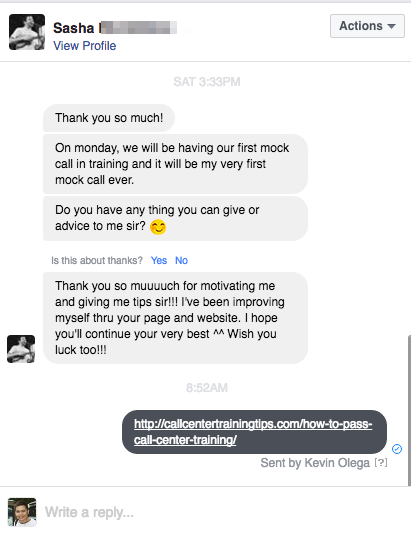 Sasha
Actions
View Profile
SAT 3:33PM
Thank you so much!
On monday, we will be having our first mock
call in training and it will be my very first
mock call ever.
Do you have any thing you can give or
advice to me sir? 😊
Is this about thanks? Yes No
Thank you so muuuuch for motivating me
and giving me tips sir!!! I've been improving
myself thru your page and website. I hope
you'll continue your very best ^^ Wish you
luck too!!!
8:52AM
http://callcentertrainingtips.com/how-to-pass-
call-center-training/
Sent by Kevin Olega [?]
Write a reply...